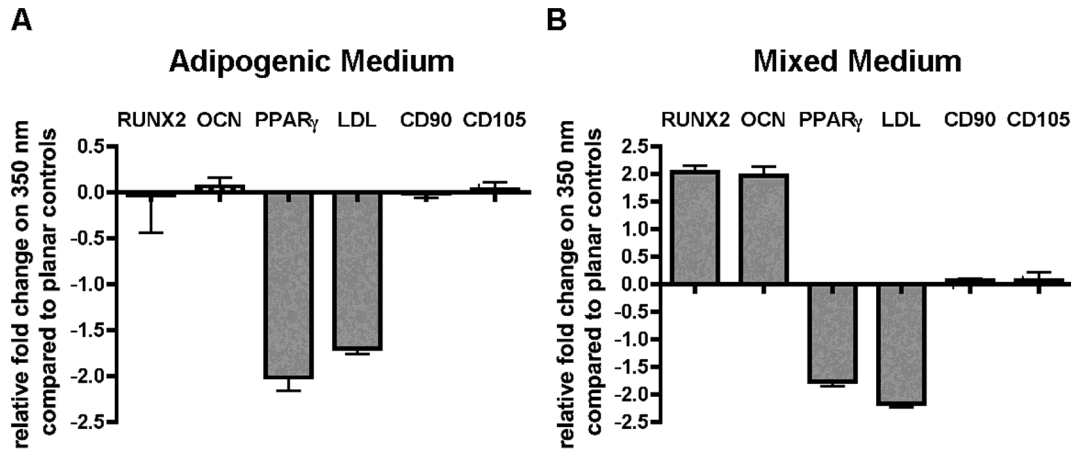 A
Adipogenic Medium
RUNX2 OCN PPARγ LDL CD90 CD105
relative fold change on 350 nm
compared to planar controls
0.5
0.0
-0.5
-1.0
-1.5
-2.0
-2.5
B
Mixed Medium
RUNX2 OCN PPARγ LDL CD90 CD105
relative fold change on 350 nm
compared to planar controls
2.5
2.0
1.5
1.0
0.5
0.0
-0.5
-1.0
-1.5
-2.0
-2.5